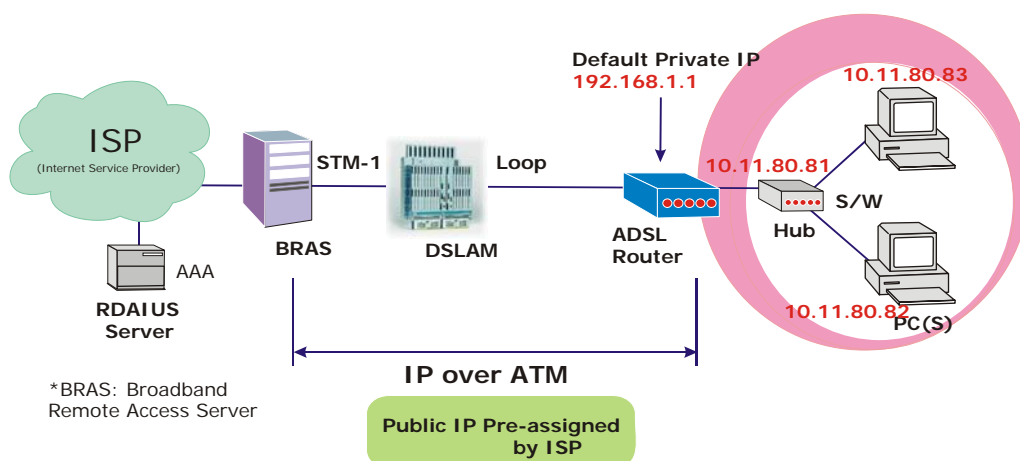 Default Private IP
192.168.1.1
10.11.80.83
ISP
(Internet Service Provider)
STM-1
Loop
10.11.80.81
S/W
Hub
BRAS
DSLAM
ADSL
Router
AAA
RDAIUS
Server
10.11.80.82
PC(S)
IP over ATM
*BRAS: Broadband
Remote Access Server
Public IP Pre-assigned
by ISP